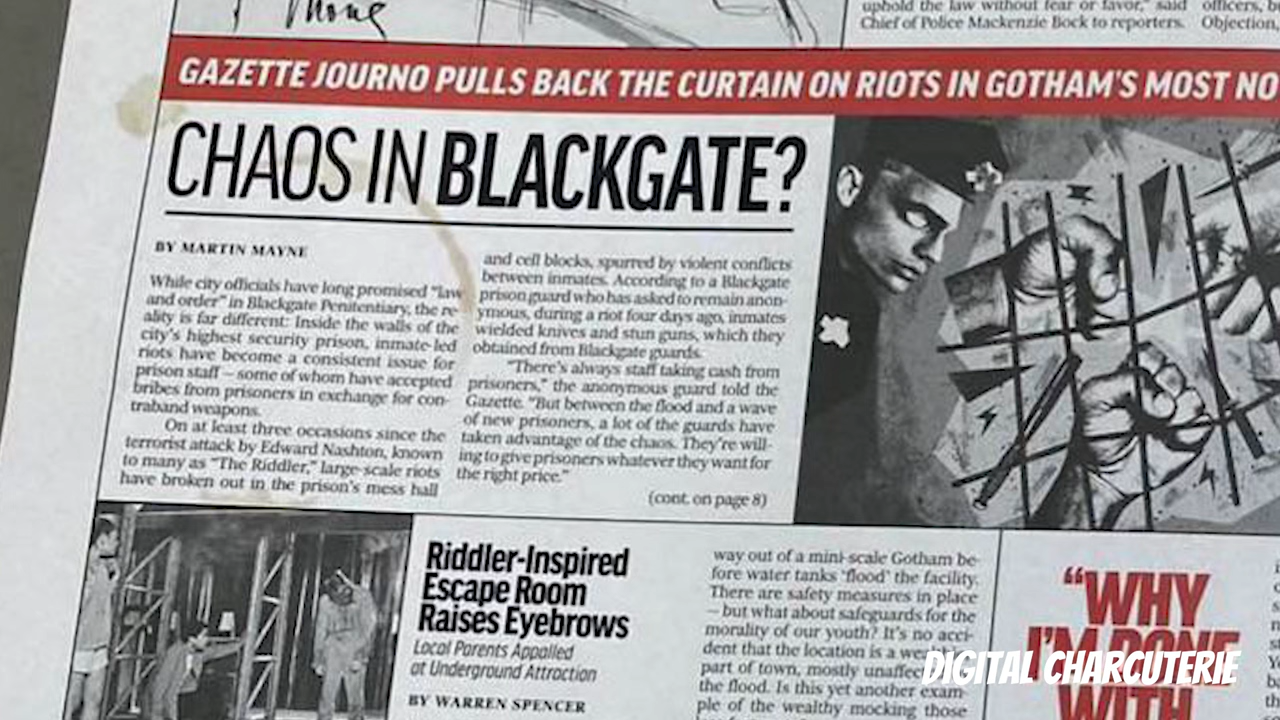 uphold the law without fear or favor," said
Chief of Police Mackenzie Bock to reporters.
officers, b
Objection,
GAZETTE JOURNO PULLS BACK THE CURTAIN ON RIOTS IN GOTHAM'S MOST NO
CHAOS IN BLACKGATE?
BY MARTIN MAYNE
While city officials have long promised "law
and order" in Blackgate Penitentiary, the re-
ality is far different: Inside the walls of the
city's highest security prison, inmate-led
riots have become a consistent issue for
prison staff — some of whom have accepted
bribes from prisoners in exchange for con-
traband weapons.
On at least three occasions since the
terrorist attack by Edward Nashton, known
to many as "The Riddler," large-scale riots
have broken out in the prison's mess hall
and cell blocks, spurred by violent conflicts
between inmates. According to a Blackgate
prison guard who has asked to remain anon-
ymous, during a riot four days ago, inmates
wielded knives and stun guns, which they
obtained from Blackgate guards.
"There's always staff taking cash from
prisoners," the anonymous guard told the
Gazette. "But between the flood and a wave
of new prisoners, a lot of the guards have
taken advantage of the chaos. They're will-
ing to give prisoners whatever they want for
the right price."
(cont. on page 8)
Riddler-Inspired
Escape Room
Raises Eyebrows
Local Parents Appalled
at Underground Attraction
BY WARREN SPENCER
way out of a mini-scale Gotham be-
fore water tanks 'flood' the facility.
There are safety measures in place
— but what about safeguards for the
morality of our youth? It's no acci-
dent that the location is a
part of town, mostly
the flood. Is this yet another exam-
ple of the wealthy mocking those
"WHY
I'M DONE
WITH
DIGITAL CHARCUTERIE